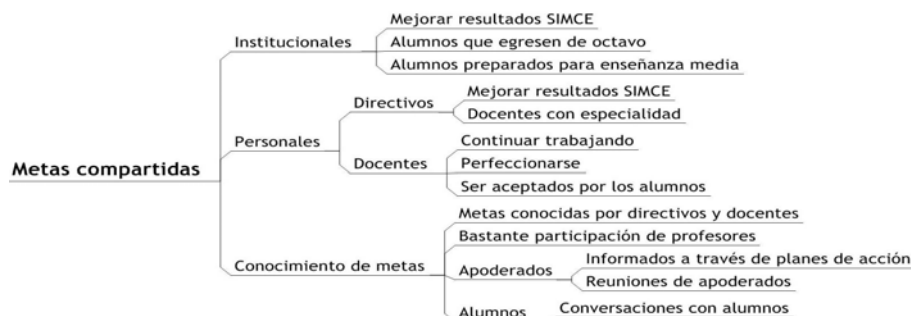 Metas compartidas
Institucionales
Mejorar resultados SIMCE
Alumnos que egresen de octavo
Alumnos preparados para enseñanza media
Personales
Directivos
Mejorar resultados SIMCE
Docentes con especialidad
Docentes
Continuar trabajando
Perfeccionarse
Ser aceptados por los alumnos
Conocimiento de metas
Metas conocidas por directivos y docentes
Bastante participación de profesores
Apoderados
Informados a través de planes de acción
Reuniones de apoderados
Alumnos
Conversaciones con alumnos